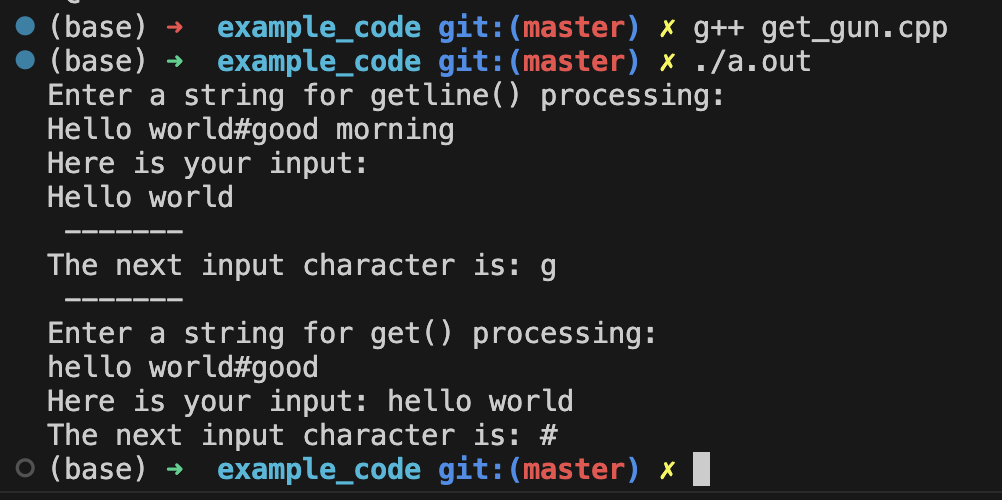 (base) ➜  example_code git:(master) ✗ g++ get_gun.cpp
(base) ➜  example_code git:(master) ✗ ./a.out
Enter a string for getline() processing:
Hello world#good morning
Here is your input:
Hello world
 -------
The next input character is: g
 -------
Enter a string for get() processing:
hello world#good
Here is your input: hello world
The next input character is: #
(base) ➜  example_code git:(master) ✗